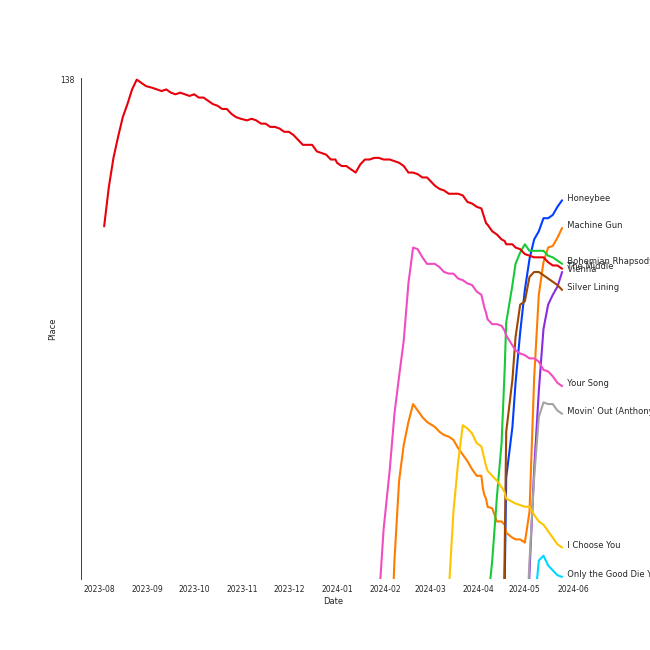 138
Honeybee
Machine Gun
Bohemian Rhapsody
The Middle
Vienna
Silver Lining
Place
Your Song
Movin' Out (Anthony
I Choose You
Only the Good Die Y
2023-08 2023-09 2023-10 2023-11 2023-12 2024-01 2024-02 2024-03 2024-04 2024-05 2024-06
Date